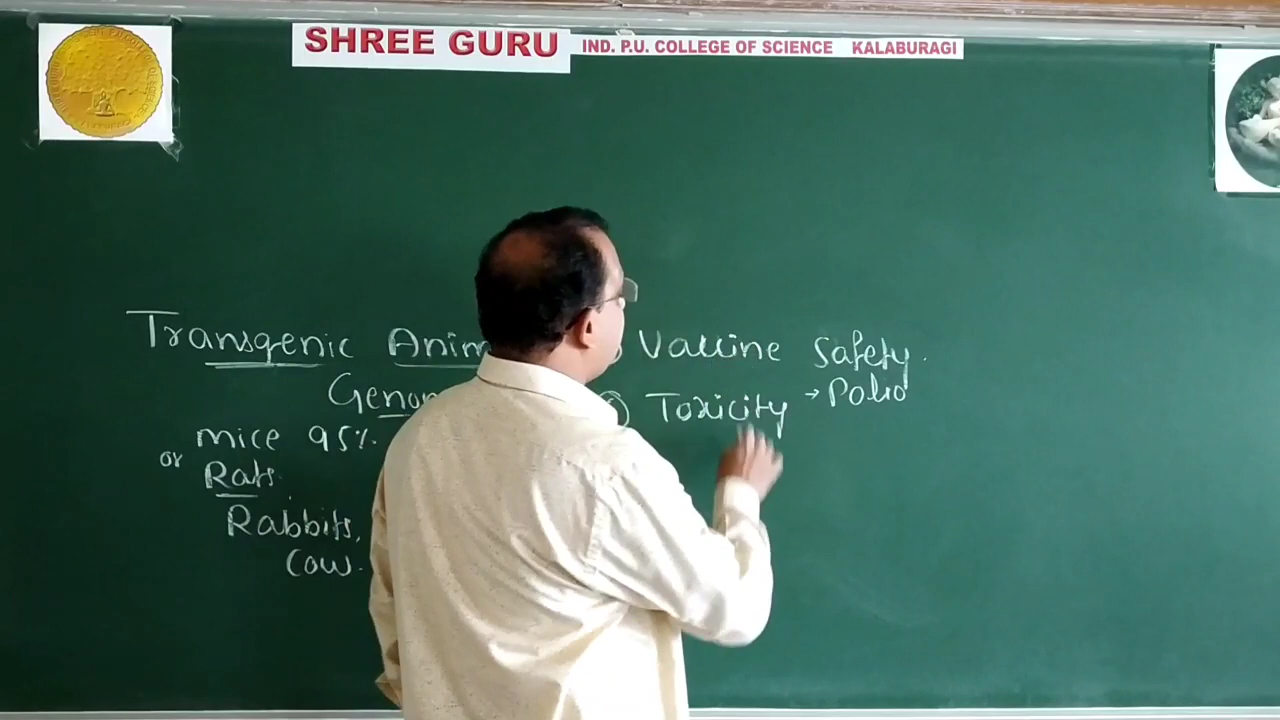 SHREE GURU IND. P.U. COLLEGE OF SCIENCE KALABURAGI
Transgenic Anim
Genom
mice 95%.
or
Rats.
Rabbits,
Cow.
Vaccine Safety.
→ Polio
Toxicity